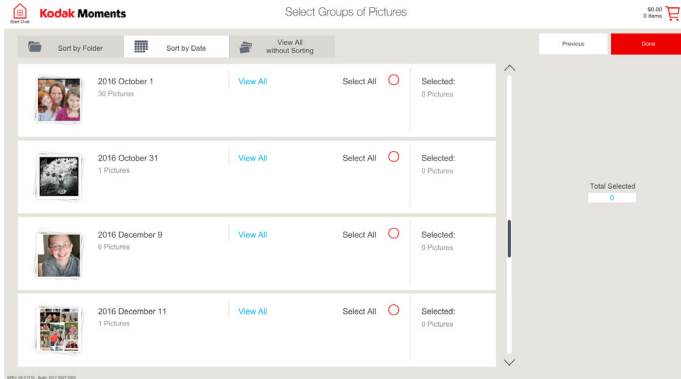 Start Over
Kodak Moments
Select Groups of Pictures
$0.00
0 items
Sort by Folder
Sort by Date
View All
without Sorting
Previous
Done
2016 October 1
View All
Select All
Selected:
30 Pictures
0 Pictures
2016 October 31
View All
Select All
Selected:
1 Pictures
0 Pictures
Total Selected
0
2016 December 9
View All
Select All
Selected:
6 Pictures
0 Pictures
2016 December 11
View All
Select All
Selected:
1 Pictures
0 Pictures